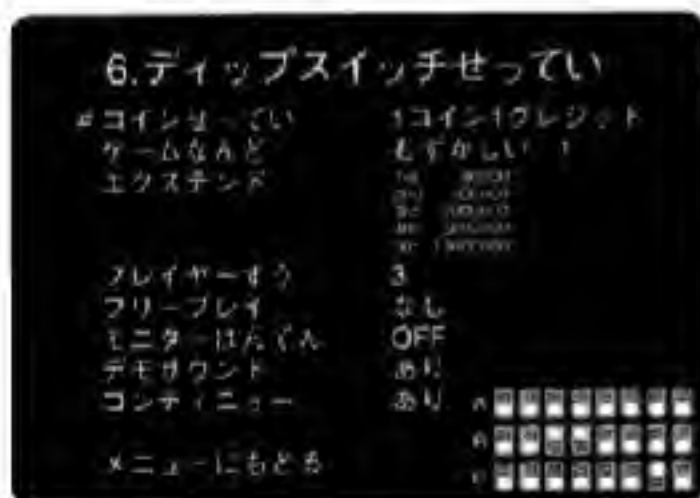 6.ディップスイッチせってい
コインせってい 1コイン1クレジット
ゲームなんど むずかしい 1
エクステンド
プレイヤーすう 3
フリープレイ なし
モニターはんてん OFF
デモサウンド あり
コンティニュー あり
メニューにもどる